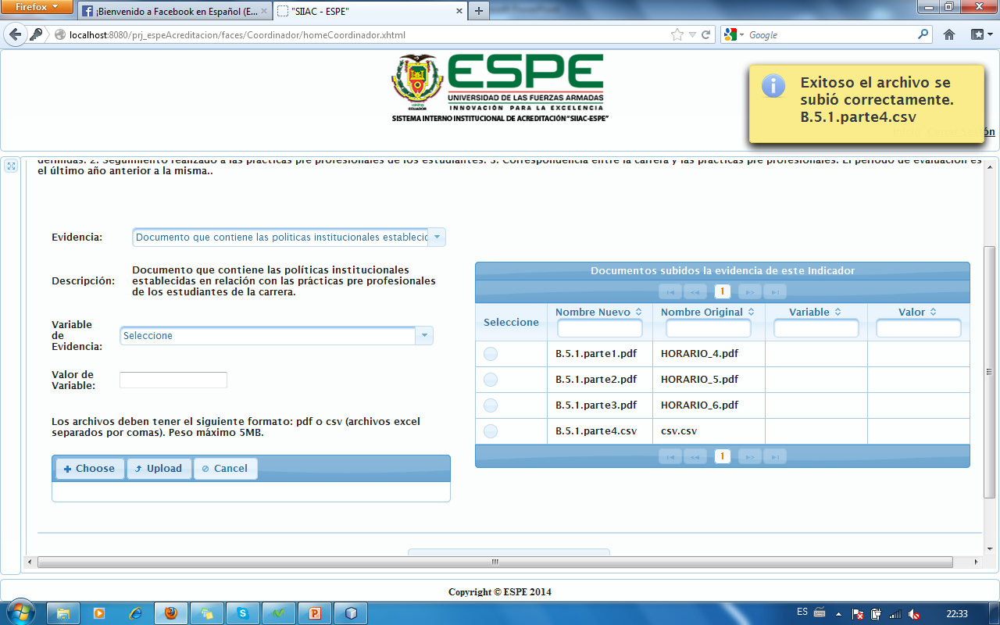 Firefox
¡Bienvenido a Facebook en Español (E...
"SIIAC - ESPE"
localhost:8080/prj_espeAcreditacion/faces/Coordinador/homeCoordinador.xhtml
Google
ESPE
UNIVERSIDAD DE LAS FUERZAS ARMADAS
INNOVACIÓN PARA LA EXCELENCIA
ECUADOR
SISTEMA INTERNO INSTITUCIONAL DE ACREDITACIÓN "SIIAC-ESPE"
Exitoso el archivo se
subió correctamente.
B.5.1.parte4.csv
definidas. 2. Seguimiento realizado a las prácticas pre profesionales de los estudiantes. 3. Correspondencia entre la carrera y las prácticas pre profesionales. El periodo de evaluación es
el último año anterior a la misma..
Evidencia:
Documento que contiene las politicas institucionales establecid
Descripción:
Documento que contiene las políticas institucionales
establecidas en relación con las prácticas pre profesionales
de los estudiantes de la carrera.
Variable
de
Evidencia:
Seleccione
Valor de
Variable:
Los archivos deben tener el siguiente formato: pdf o csv (archivos excel
separados por comas). Peso máximo 5MB.
Choose Upload Cancel
Documentos subidos la evidencia de este Indicador
1
Seleccione Nombre Nuevo Nombre Original Variable Valor
B.5.1.parte1.pdf HORARIO_4.pdf
B.5.1.parte2.pdf HORARIO_5.pdf
B.5.1.parte3.pdf HORARIO_6.pdf
B.5.1.parte4.csv csv.csv
1
Copyright © ESPE 2014
ES
22:33